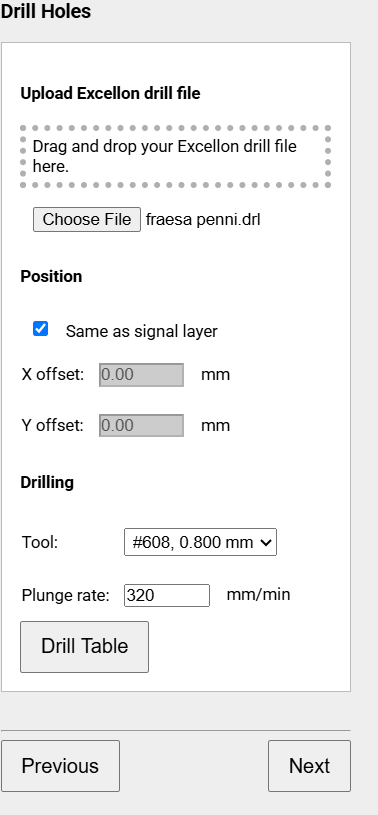 Drill Holes
Upload Excellon drill file
Drag and drop your Excellon drill file
here.
Choose File fraesa penni.drl
Position
Same as signal layer
X offset: 0.00 mm
Y offset: 0.00 mm
Drilling
Tool: #608, 0.800 mm
Plunge rate: 320 mm/min
Drill Table
Previous Next